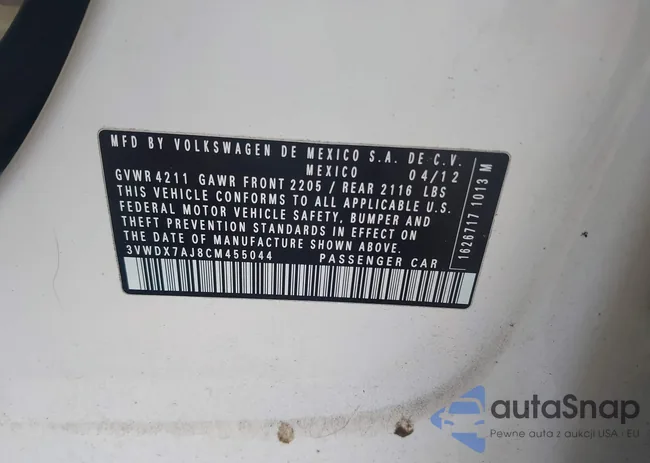 MFD BY VOLKSWAGEN DE MEXICO S.A. DE C.V.
MEXICO 04/12
GVWR 4211 GAWR FRONT 2205 / REAR 2116 LBS
THIS VEHICLE CONFORMS TO ALL APPLICABLE U.S.
FEDERAL MOTOR VEHICLE SAFETY, BUMPER AND
THEFT PREVENTION STANDARDS IN EFFECT ON
THE DATE OF MANUFACTURE SHOWN ABOVE.
3VWDX7AJ8CM455044 PASSENGER CAR
1626717 1013 M
autaSnap
Pewne auta z aukcji USA · EU